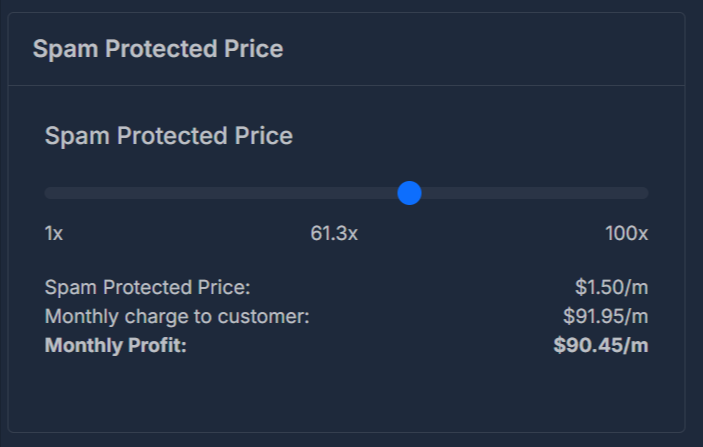 Spam Protected Price
Spam Protected Price
1x 61.3x 100x
Spam Protected Price: $1.50/m
Monthly charge to customer: $91.95/m
Monthly Profit: $90.45/m